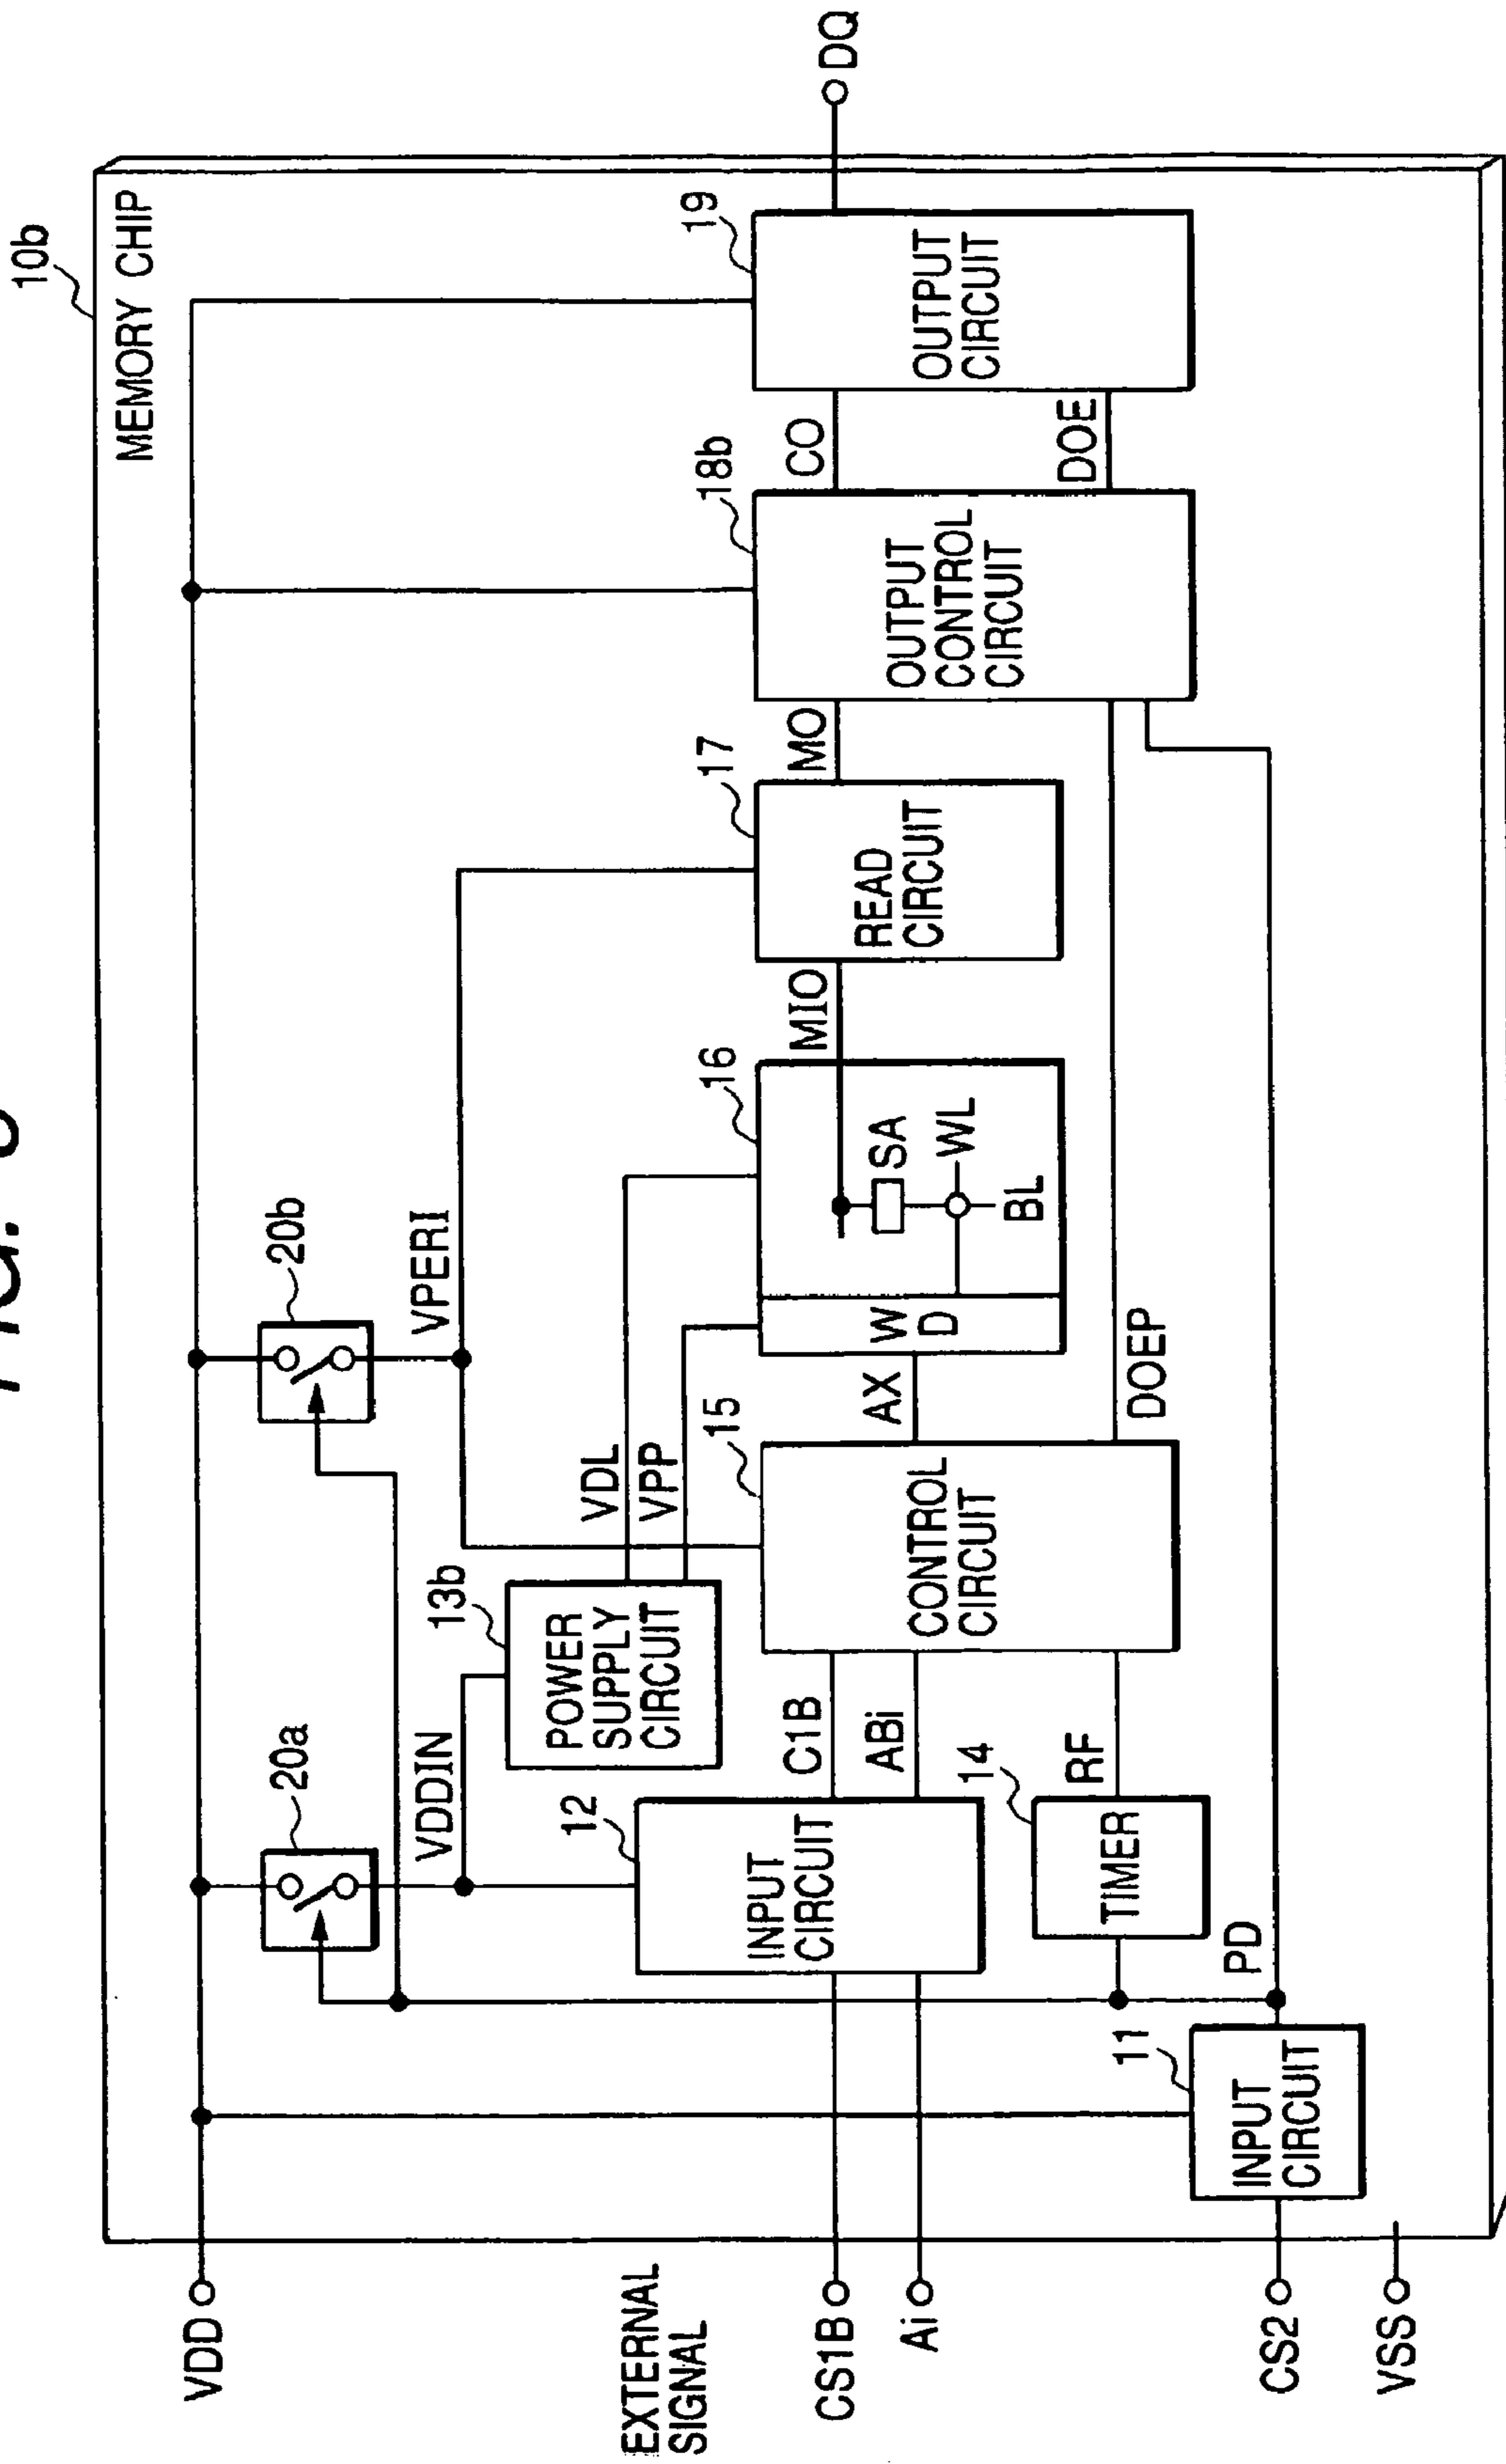 10b
MEMORY CHIP
VDD
20a
20b
VDDIN
VPERI
13b
POWER
SUPPLY
CIRCUIT
VDL
VPP
EXTERNAL
SIGNAL
CS1B
Ai
12
INPUT
CIRCUIT
C1B
ABi
15
CONTROL
CIRCUIT
AX
W
D
16
SA
WL
BL
MIO
17
READ
CIRCUIT
MO
18b
OUTPUT
CONTROL
CIRCUIT
CO
DOE
19
OUTPUT
CIRCUIT
DQ
14
TIMER
RF
DOEP
CS2
11
INPUT
CIRCUIT
PD
VSS